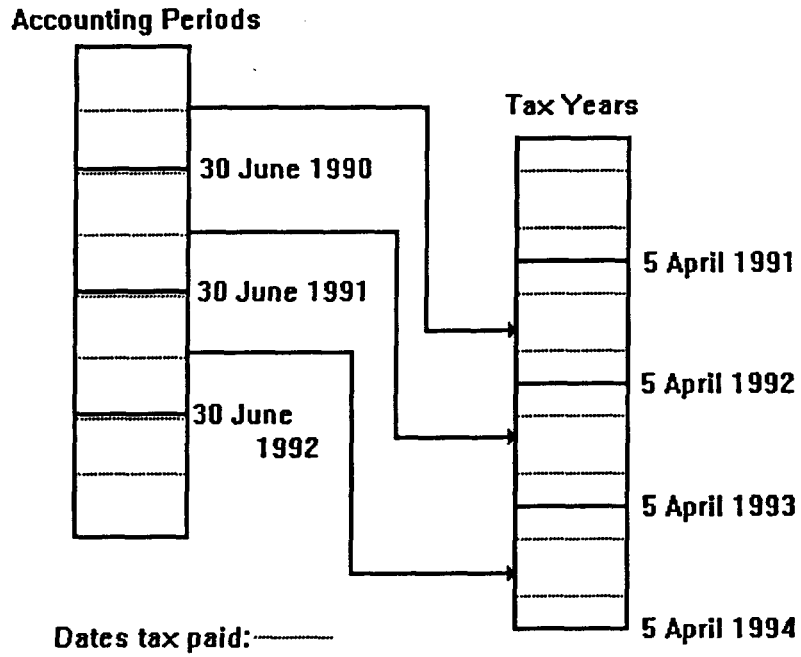 Accounting Periods
Tax Years
30 June 1990
5 April 1991
30 June 1991
5 April 1992
30 June
1992
5 April 1993
5 April 1994
Dates tax paid: